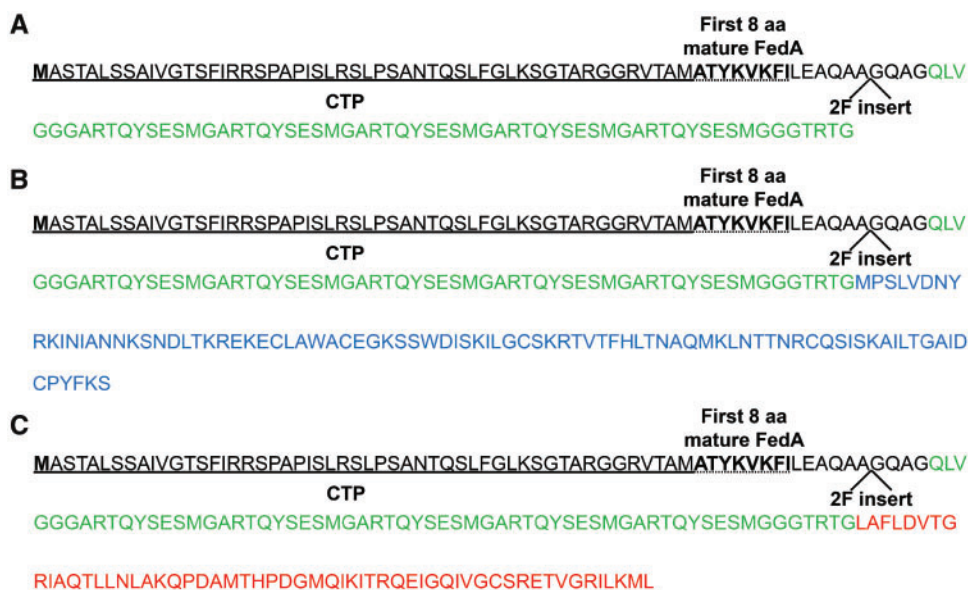 A
First 8 aa
mature FedA
MASTALSSAIVGTSFIRRSPAPISLRSLPSANTQSLFGLKSGTARGGRVTAMATYKVKFILEAQAAGQAGQLV
CTP
2F insert
GGGARTQYSESMGARTQYSESMGARTQYSESMGARTQYSESMGARTQYSESMGGGTRTG
B
First 8 aa
mature FedA
MASTALSSAIVGTSFIRRSPAPISLRSLPSANTQSLFGLKSGTARGGRVTAMATYKVKFILEAQAAGQAGQLV
CTP
2F insert
GGGARTQYSESMGARTQYSESMGARTQYSESMGARTQYSESMGARTQYSESMGGGTRTGMPSLVDNY
RKINIANNKSNDLTKREKECLAWACEGKSSWDISKILGCSKRTVTFHLTNAQMKLNTTNRCQSISKAILTGAID
CPYFKS
C
First 8 aa
mature FedA
MASTALSSAIVGTSFIRRSPAPISLRSLPSANTQSLFGLKSGTARGGRVTAMATYKVKFILEAQAAGQAGQLV
CTP
2F insert
GGGARTQYSESMGARTQYSESMGARTQYSESMGARTQYSESMGARTQYSESMGGGTRTGLAFLDVTG
RIAQTLLNLAKQPDAMTHPDGMQIKITRQEIGQIVGCSRETVGRILKML